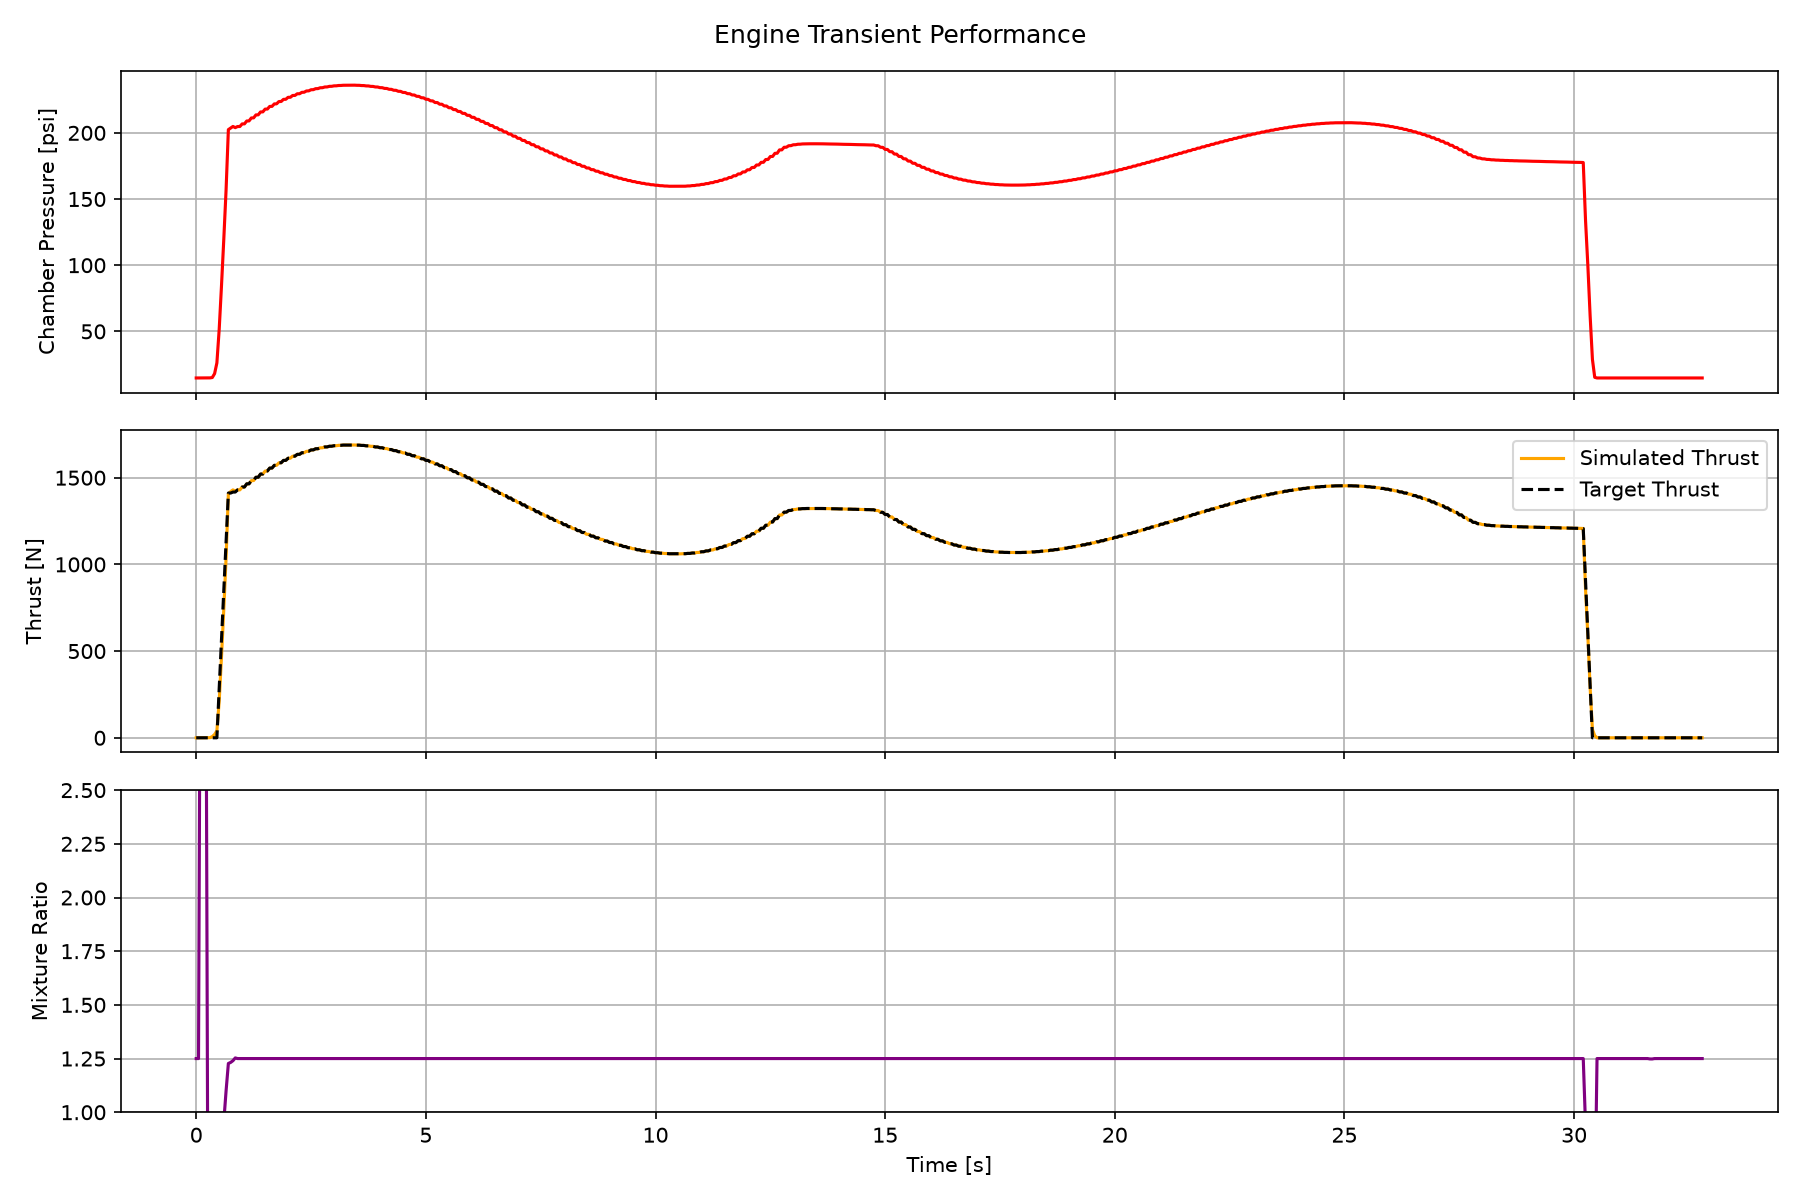 Engine Transient Performance
Chamber Pressure [psi]
200
150
100
50
Thrust [N]
1500
1000
500
0
Simulated Thrust
Target Thrust
Mixture Ratio
2.50
2.25
2.00
1.75
1.50
1.25
1.00
0 5 10 15 20 25 30
Time [s]